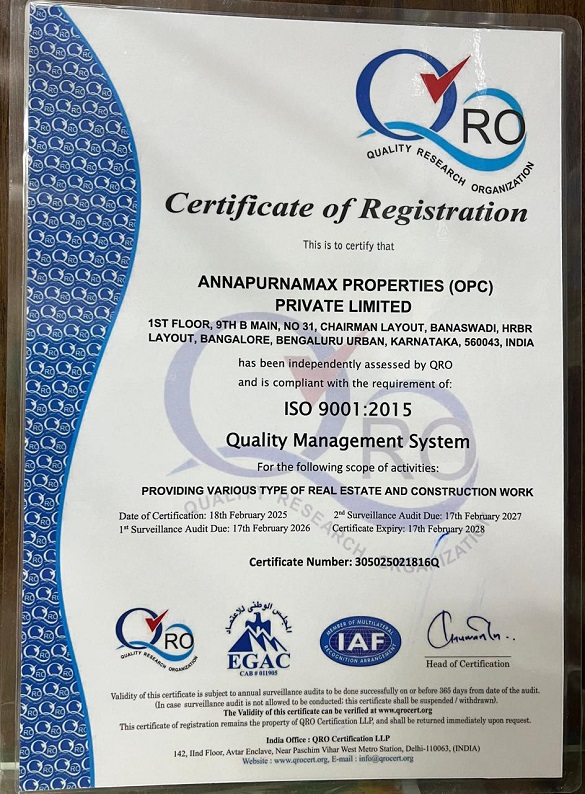 QRO
QUALITY RESEARCH ORGANIZATION
Certificate of Registration
This is to certify that
ANNAPURNAMAX PROPERTIES (OPC)
PRIVATE LIMITED
1ST FLOOR, 9TH B MAIN, NO 31, CHAIRMAN LAYOUT, BANASWADI, HRBR
LAYOUT, BANGALORE, BENGALURU URBAN, KARNATAKA, 560043, INDIA
has been independently assessed by QRO
and is compliant with the requirement of:
ISO 9001:2015
Quality Management System
For the following scope of activities:
PROVIDING VARIOUS TYPE OF REAL ESTATE AND CONSTRUCTION WORK
Date of Certification: 18th February 2025 2nd Surveillance Audit Due: 17th February 2027
1st Surveillance Audit Due: 17th February 2026 Certificate Expiry: 17th February 2028
Certificate Number: 305025021816Q
QRO
QUALITY RESEARCH ORGANIZATION
المجلس الوطني للاعتماد
EGAC
CAB # 011905
MEMBER OF MULTILATERAL
IAF
RECOGNITION ARRANGEMENT
Head of Certification
Validity of this certificate is subject to annual surveillance audits to be done successfully on or before 365 days from date of the audit.
(In case surveillance audit is not allowed to be conducted: this certificate shall be suspended / withdrawn).
The Validity of this certificate can be verified at www.qrocert.org
This certificate of registration remains the property of QRO Certification LLP, and shall be returned immediately upon request.
India Office : QRO Certification LLP
142, IInd Floor, Avtar Enclave, Near Paschim Vihar West Metro Station, Delhi-110063, (INDIA)
Website : www.qrocert.org, E-mail : info@qrocert.org